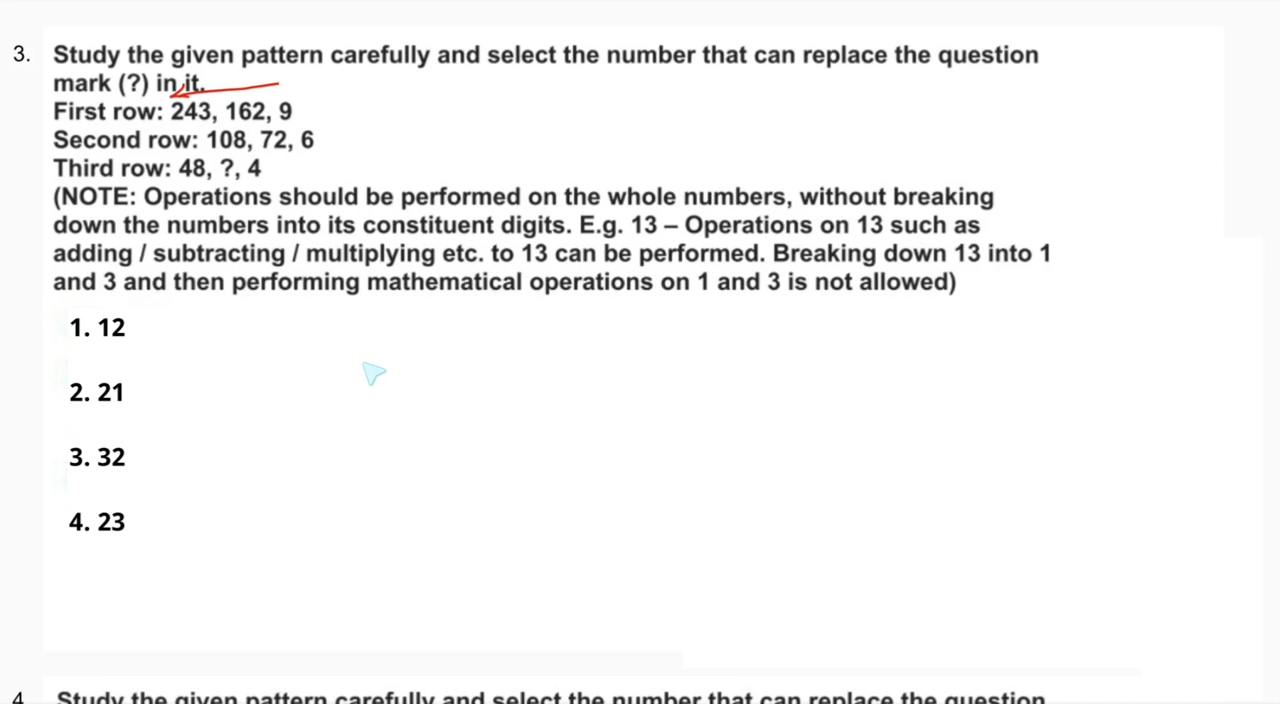 3. Study the given pattern carefully and select the number that can replace the question
mark (?) in it.
First row: 243, 162, 9
Second row: 108, 72, 6
Third row: 48, ?, 4
(NOTE: Operations should be performed on the whole numbers, without breaking
down the numbers into its constituent digits. E.g. 13 – Operations on 13 such as
adding / subtracting / multiplying etc. to 13 can be performed. Breaking down 13 into 1
and 3 and then performing mathematical operations on 1 and 3 is not allowed)
1. 12
2. 21
3. 32
4. 23
4. Study the given pattern carefully and select the number that can replace the question